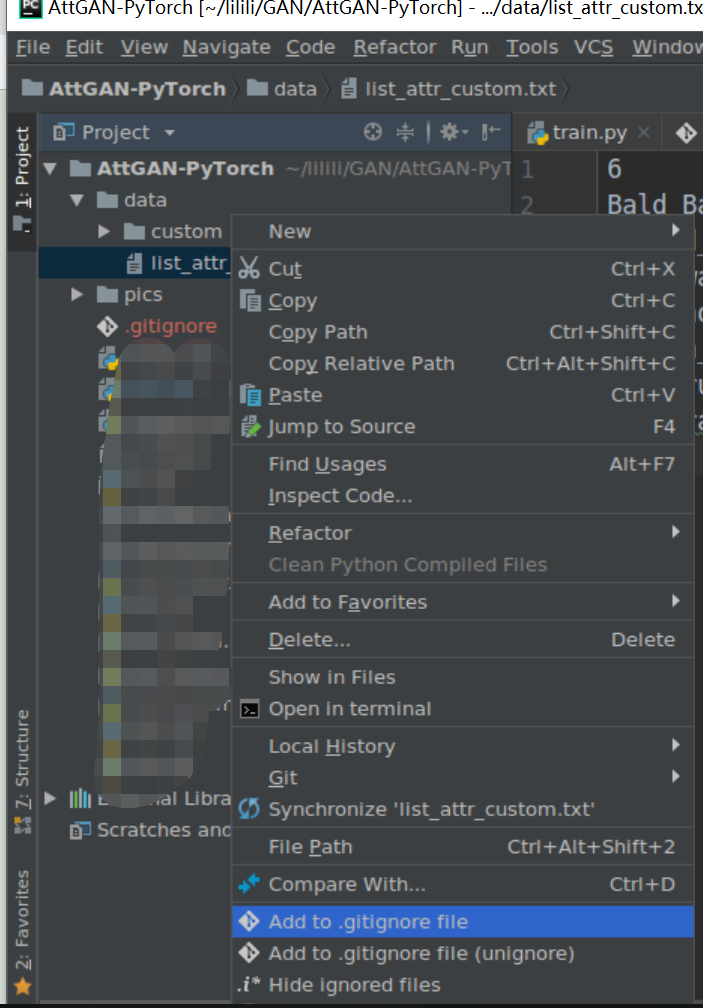 PC AttGAN-PyTorch [~/lilili/GAN/AttGAN-PyTorch] - .../data/list_attr_custom.tx
File Edit View Navigate Code Refactor Run Tools VCS Window
AttGAN-PyTorch data list_attr_custom.txt
1: Project
Project
train.py
AttGAN-PyTorch ~/lilili/GAN/AttGAN-PyT
1 6
data
2 Bald Ba
custom
New
list_attr_
Cut Ctrl+X
pics
Copy Ctrl+C
.gitignore
Copy Path Ctrl+Shift+C
Copy Relative Path Ctrl+Alt+Shift+C
Paste Ctrl+V
Jump to Source F4
Find Usages Alt+F7
Inspect Code...
Refactor
Clean Python Compiled Files
Add to Favorites
Delete... Delete
Show in Files
Open in terminal
7: Structure
Local History
Git
External Libra
Synchronize 'list_attr_custom.txt'
Scratches and
File Path Ctrl+Alt+Shift+2
2: Favorites
Compare With... Ctrl+D
Add to .gitignore file
Add to .gitignore file (unignore)
.i* Hide ignored files